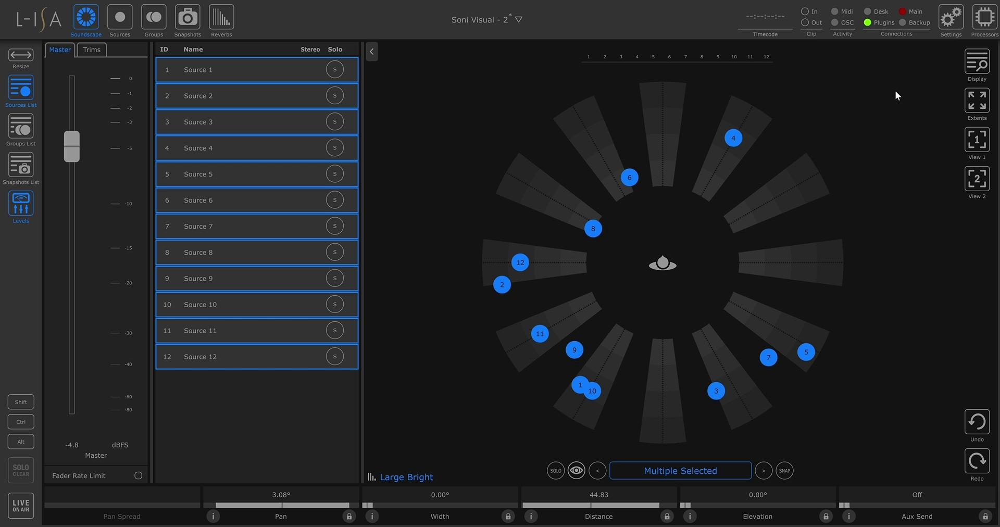 L-ISA
Soundscape
Sources
Groups
Snapshots
Reverbs
Soni Visual - 2*
--:--:--:--
Timecode
In
Out
Clip
Midi
OSC
Activity
Desk
Main
Plugins
Backup
Connections
Settings
Processors
Resize
Sources List
Groups List
Snapshots List
Levels
Shift
Ctrl
Alt
SOLO
CLEAR
LIVE
ON AIR
Master
Trims
0
-1
-2
-3
-5
-10
-15
-20
-30
-40
-60
-80
-4.8 dBFS
Master
Fader Rate Limit
ID Name Stereo Solo
1 Source 1 S
2 Source 2 S
3 Source 3 S
4 Source 4 S
5 Source 5 S
6 Source 6 S
7 Source 7 S
8 Source 8 S
9 Source 9 S
10 Source 10 S
11 Source 11 S
12 Source 12 S
<
1 2 3 4 5 6 7 8 9 10 11 12
4
6
8
12
2
11
9
5
7
1
10
3
Display
Extents
1
View 1
2
View 2
Undo
Redo
Large Bright
SOLO
<
Multiple Selected
>
SNAP
Pan Spread
3.08°
i Pan
0.00°
i Width
44.83
i Distance
0.00°
i Elevation
Off
i Aux Send